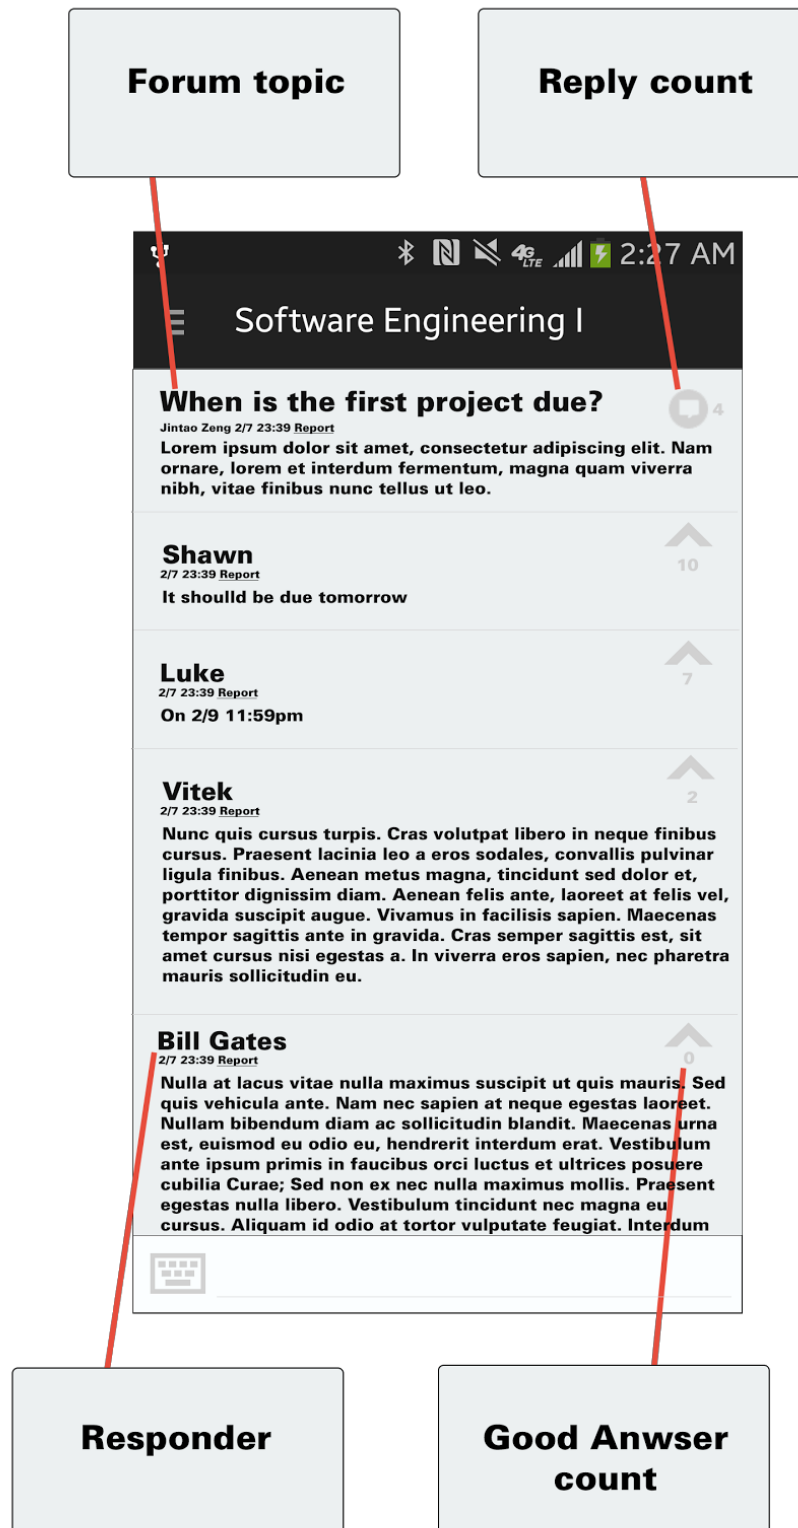 Forum topic
Reply count
4G LTE 2:27 AM
Software Engineering I
When is the first project due?
4
Jintao Zeng 2/7 23:39 Report
Lorem ipsum dolor sit amet, consectetur adipiscing elit. Nam
ornare, lorem et interdum fermentum, magna quam viverra
nibh, vitae finibus nunc tellus ut leo.
Shawn
10
2/7 23:39 Report
It shoulld be due tomorrow
Luke
7
2/7 23:39 Report
On 2/9 11:59pm
Vitek
2
2/7 23:39 Report
Nunc quis cursus turpis. Cras volutpat libero in neque finibus
cursus. Praesent lacinia leo a eros sodales, convallis pulvinar
ligula finibus. Aenean metus magna, tincidunt sed dolor et,
porttitor dignissim diam. Aenean felis ante, laoreet at felis vel,
gravida suscipit augue. Vivamus in facilisis sapien. Maecenas
tempor sagittis ante in gravida. Cras semper sagittis est, sit
amet cursus nisi egestas a. In viverra eros sapien, nec pharetra
mauris sollicitudin eu.
Bill Gates
0
2/7 23:39 Report
Nulla at lacus vitae nulla maximus suscipit ut quis mauris. Sed
quis vehicula ante. Nam nec sapien at neque egestas laoreet.
Nullam bibendum diam ac sollicitudin blandit. Maecenas urna
est, euismod eu odio eu, hendrerit interdum erat. Vestibulum
ante ipsum primis in faucibus orci luctus et ultrices posuere
cubilia Curae; Sed non ex nec nulla maximus mollis. Praesent
egestas nulla libero. Vestibulum tincidunt nec magna eu
cursus. Aliquam id odio at tortor vulputate feugiat. Interdum
Responder
Good Anwser
count